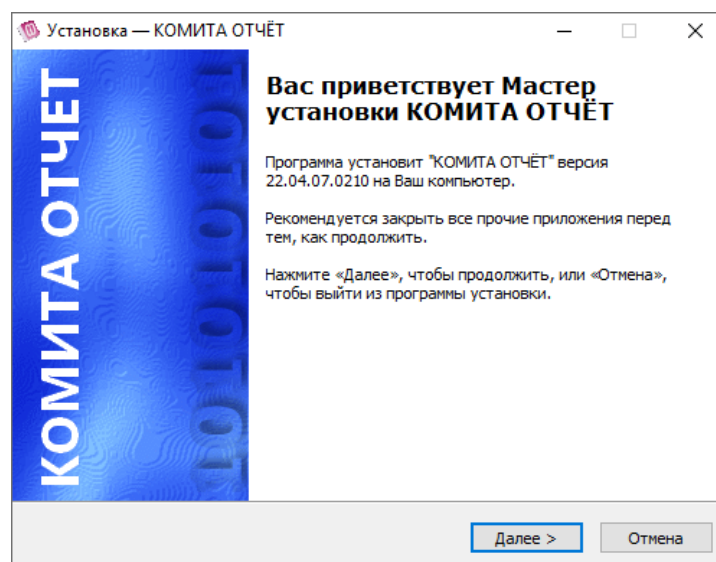 Установка — КОМИТА ОТЧЁТ
КОМИТА ОТЧЕТ
Вас приветствует Мастер
установки КОМИТА ОТЧЁТ
Программа установит "КОМИТА ОТЧЁТ" версия
22.04.07.0210 на Ваш компьютер.
Рекомендуется закрыть все прочие приложения перед
тем, как продолжить.
Нажмите «Далее», чтобы продолжить, или «Отмена»,
чтобы выйти из программы установки.
Далее >
Отмена